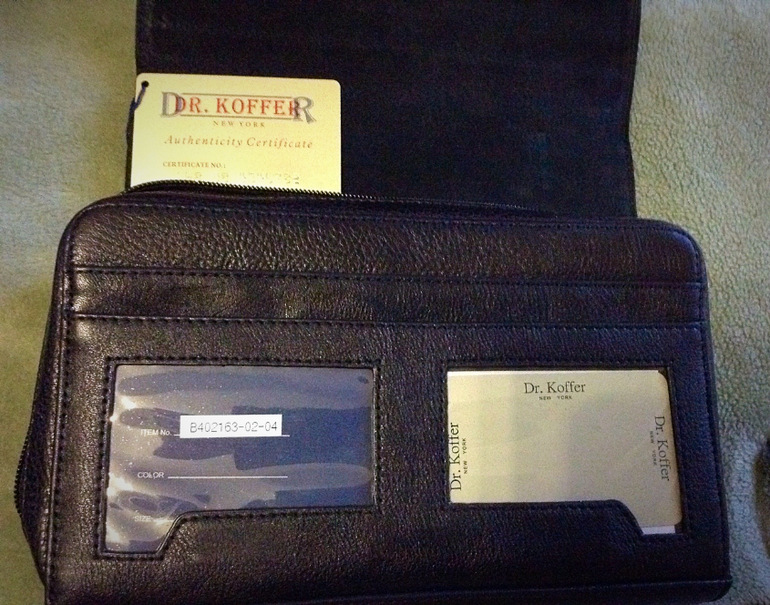 DR. KOFFER
NEW YORK
Authenticity Certificate
CERTIFICATE NO.:
ITEM No. B402163-02-04
COLOR
Dr. Koffer
NEW YORK
Dr. Koffer
NEW YORK
Dr. Koffer
NEW YORK